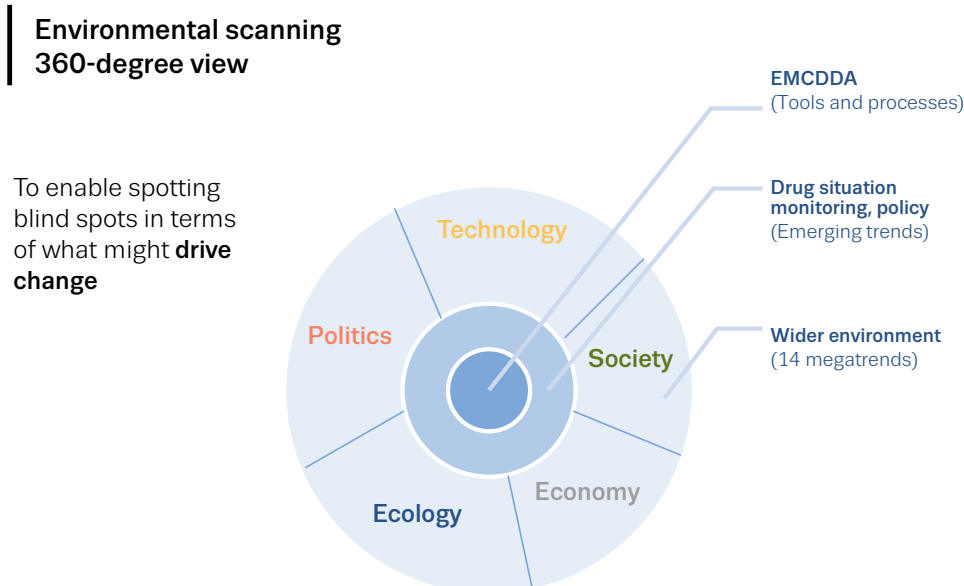 Environmental scanning
360-degree view
To enable spotting
blind spots in terms
of what might drive
change
EMCDDA
(Tools and processes)
Drug situation
monitoring, policy
(Emerging trends)
Wider environment
(14 megatrends)
Technology
Politics
Society
Economy
Ecology